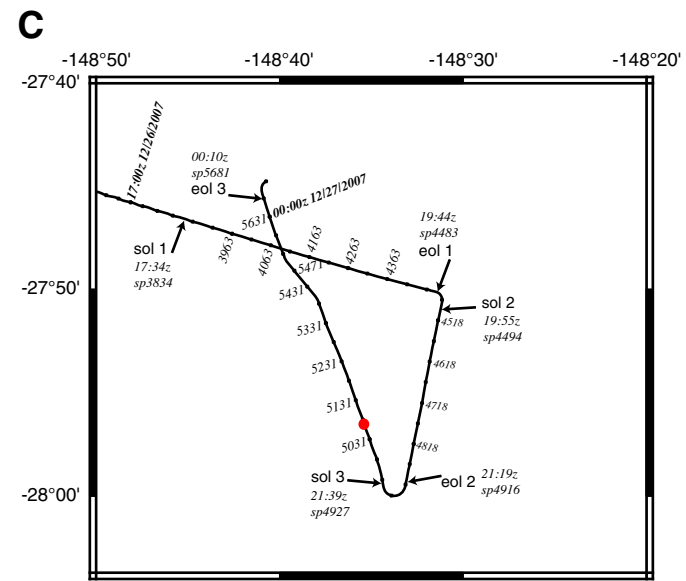 C
-148°50' -148°40' -148°30' -148°20'
-27°40'
17:00z 12/26/2007
00:10z
sp5681
eol 3
00:00z 12/27/2007
5631
19:44z
sp4483
eol 1
sol 1
17:34z
sp3834
3963
4063
4163
4263
4363
5471
5431
-27°50'
sol 2
19:55z
sp4494
4518
5331
5231
4618
5131
4718
5031
4818
sol 3
21:39z
sp4927
eol 2
21:19z
sp4916
-28°00'